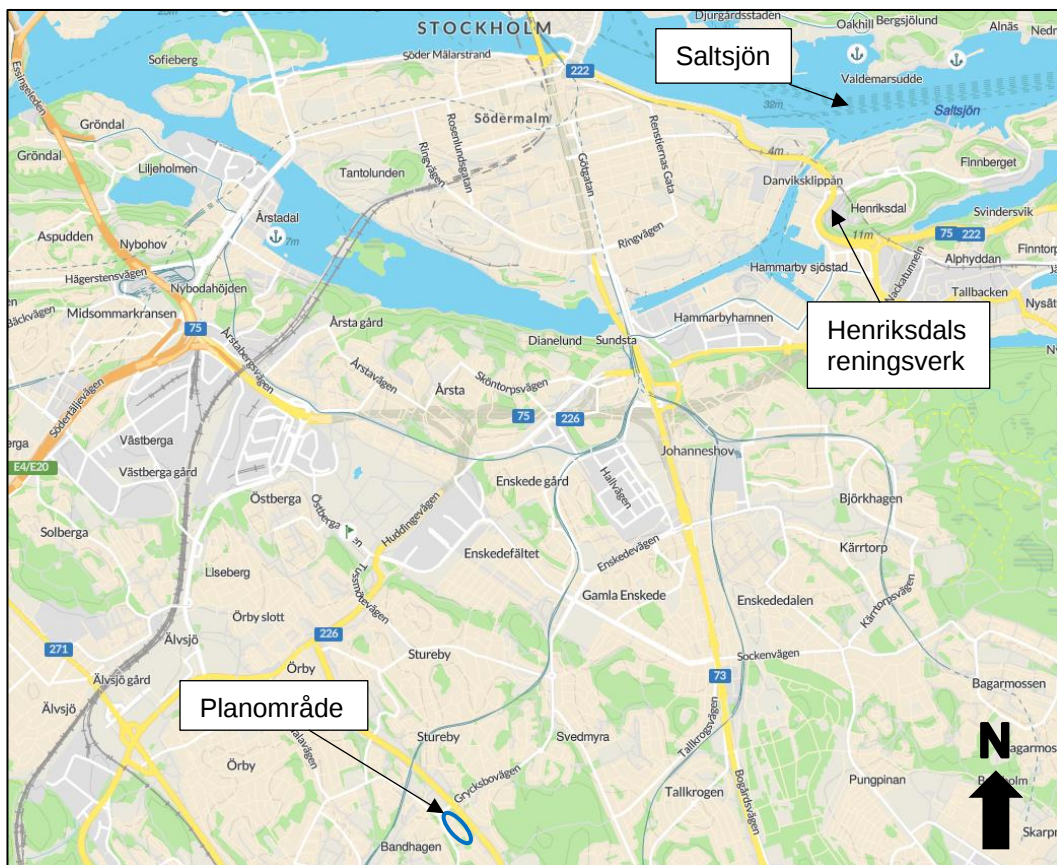 STOCKHOLM
Djurgårdsstaden
Oakhill
Bergsjölund
Alnäs
Sofieberg
Söder Mälarstrand
Saltsjön
Valdemarsudde
Essingeleden
222
32m
Saltsjön
Gröndal
Södermalm
Rosenlundsgatan
Ringvägen
Renstiernas Gata
Götgatan
4m
Gröndal
Liljeholmen
Tantolunden
Danviksklippan
Finnberget
Henriksdal
Svindersvik
Årstadal
7m
Aspudden
Nybohov
Ringvägen
11m
75
222
Hägerstensvägen
Nybodahöjden
Hammarby sjöstad
Nackatunneln
Alphyddan
Tallbacken
Midsommarkransen
75
Årstabergsvägen
Årsta gård
Dianelund
Sundsta
Hammarbyhamnen
Henriksdals
reningsverk
Årstavägen
Årsta
Sköntorpsvägen
Södertäljevägen
75
226
Västberga
E4/E20
Västberga gård
Johanneshov
Enskede gård
Hallvägen
Östberga
Huddingevägen
Björkhagen
Solberga
Enskedefältet
Enskedevägen
Kärrtorp
Liseberg
Tussmötevägen
Gamla Enskede
Enskededalen
Kärrtorpsvägen
Örby slott
226
Älvsjö
271
Stureby
Sockenvägen
Älvsjö gård
Örby
73
Bagarmossen
Älvsjö
Planområde
Tallkrogsvägen
Stureby
Svedmyra
N
Örby
Grycksbovägen
Tallkrogen
Bogårdsvägen
Pungpinan
Bandhagen